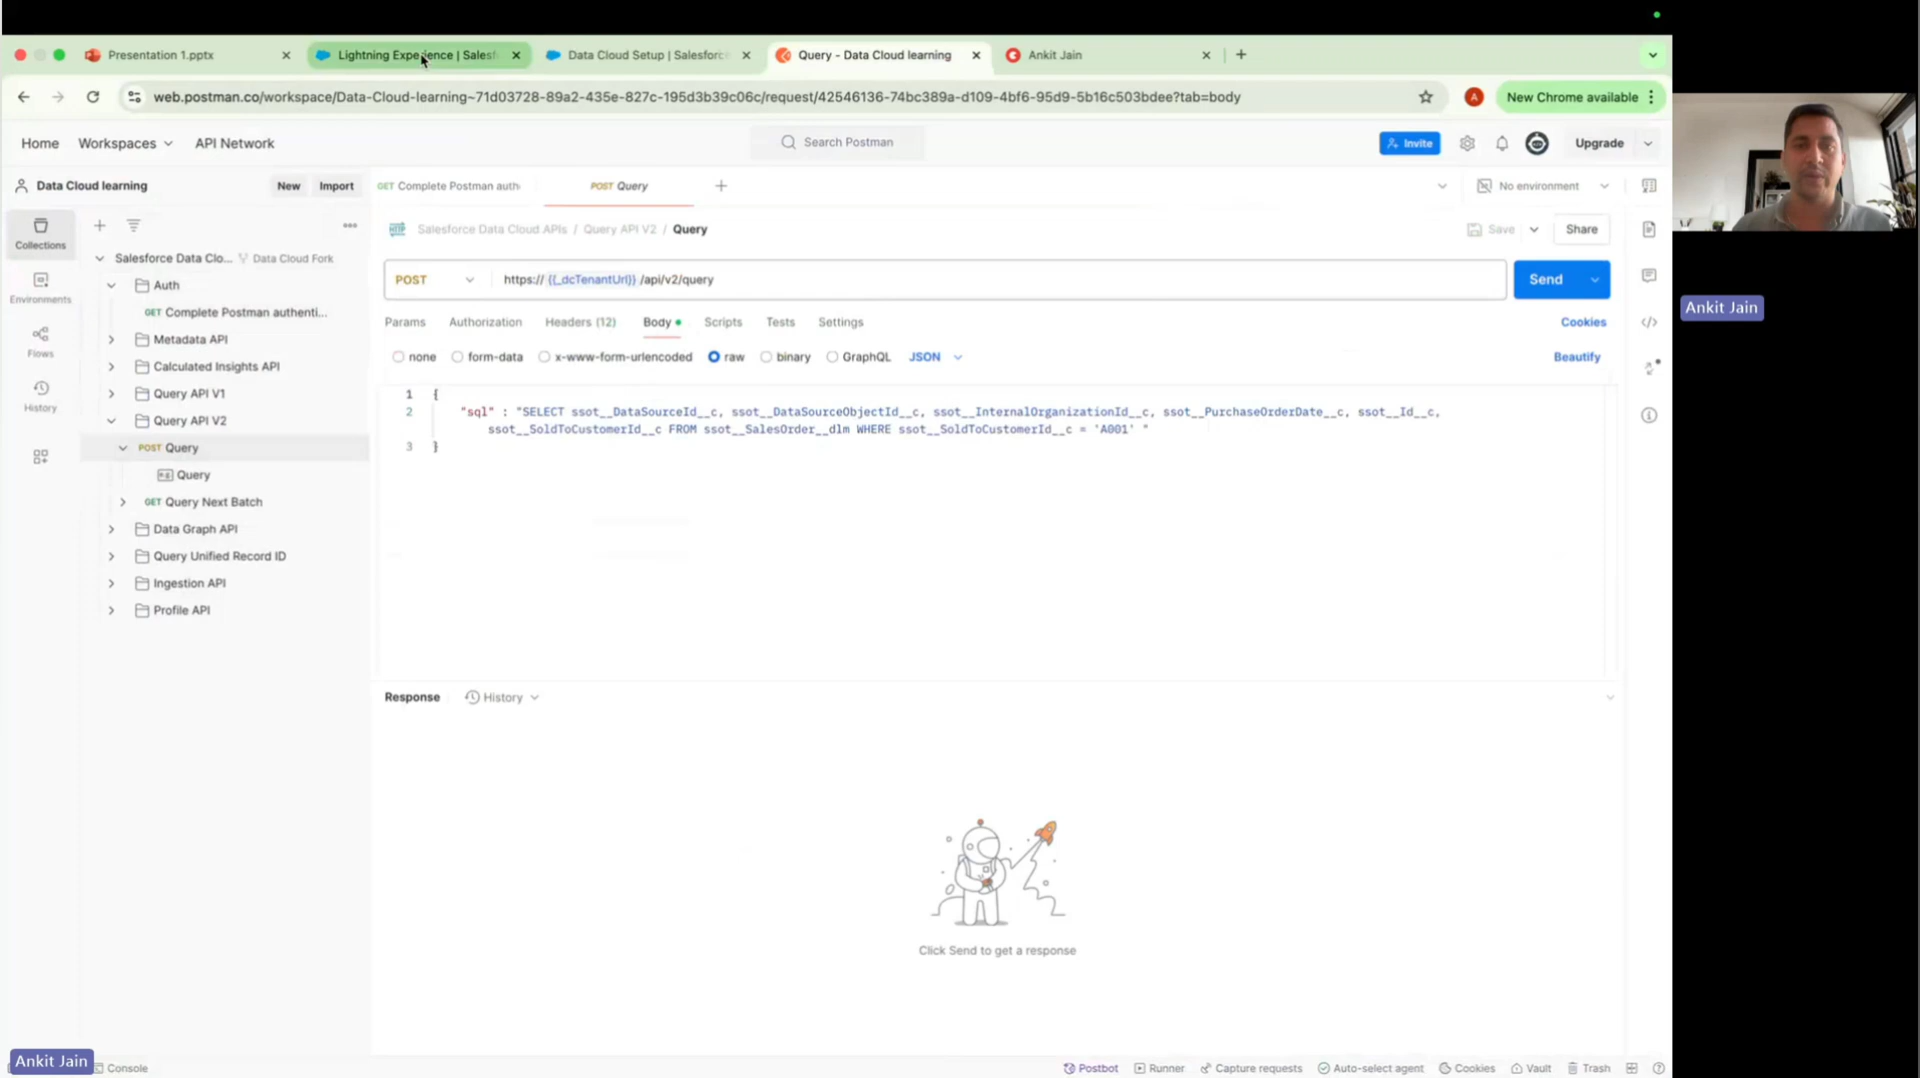 Presentation 1.pptx
Lightning Experience | Salesf
Data Cloud Setup | Salesforc
Query - Data Cloud learning
Ankit Jain
web.postman.co/workspace/Data-Cloud-learning~71d03728-89a2-435e-827c-195d3b39c06c/request/42546136-74bc389a-d109-4bf6-95d9-5b16c503bdee?tab=body
A
New Chrome available
Home
Workspaces
API Network
Search Postman
Invite
Upgrade
Data Cloud learning
New
Import
GET Complete Postman auth
POST Query
No environment
Collections
Environments
Flows
History
Salesforce Data Clo...
Data Cloud Fork
Auth
GET Complete Postman authenti...
Metadata API
Calculated Insights API
Query API V1
Query API V2
POST Query
Query
GET Query Next Batch
Data Graph API
Query Unified Record ID
Ingestion API
Profile API
HTTP
Salesforce Data Cloud APIs / Query API V2 / Query
Save
Share
POST
https:// {{_dcTenantUrl}} /api/v2/query
Send
Params
Authorization
Headers (12)
Body
Scripts
Tests
Settings
Cookies
none
form-data
x-www-form-urlencoded
raw
binary
GraphQL
JSON
Beautify
1 {
2 "sql" : "SELECT ssot__DataSourceId__c, ssot__DataSourceObjectId__c, ssot__InternalOrganizationId__c, ssot__PurchaseOrderDate__c, ssot__Id__c,
ssot__SoldToCustomerId__c FROM ssot__SalesOrder__dlm WHERE ssot__SoldToCustomerId__c = 'A001' "
3 }
Response
History
Click Send to get a response
Ankit Jain
Ankit Jain
Console
Postbot
Runner
Capture requests
Auto-select agent
Cookies
Vault
Trash